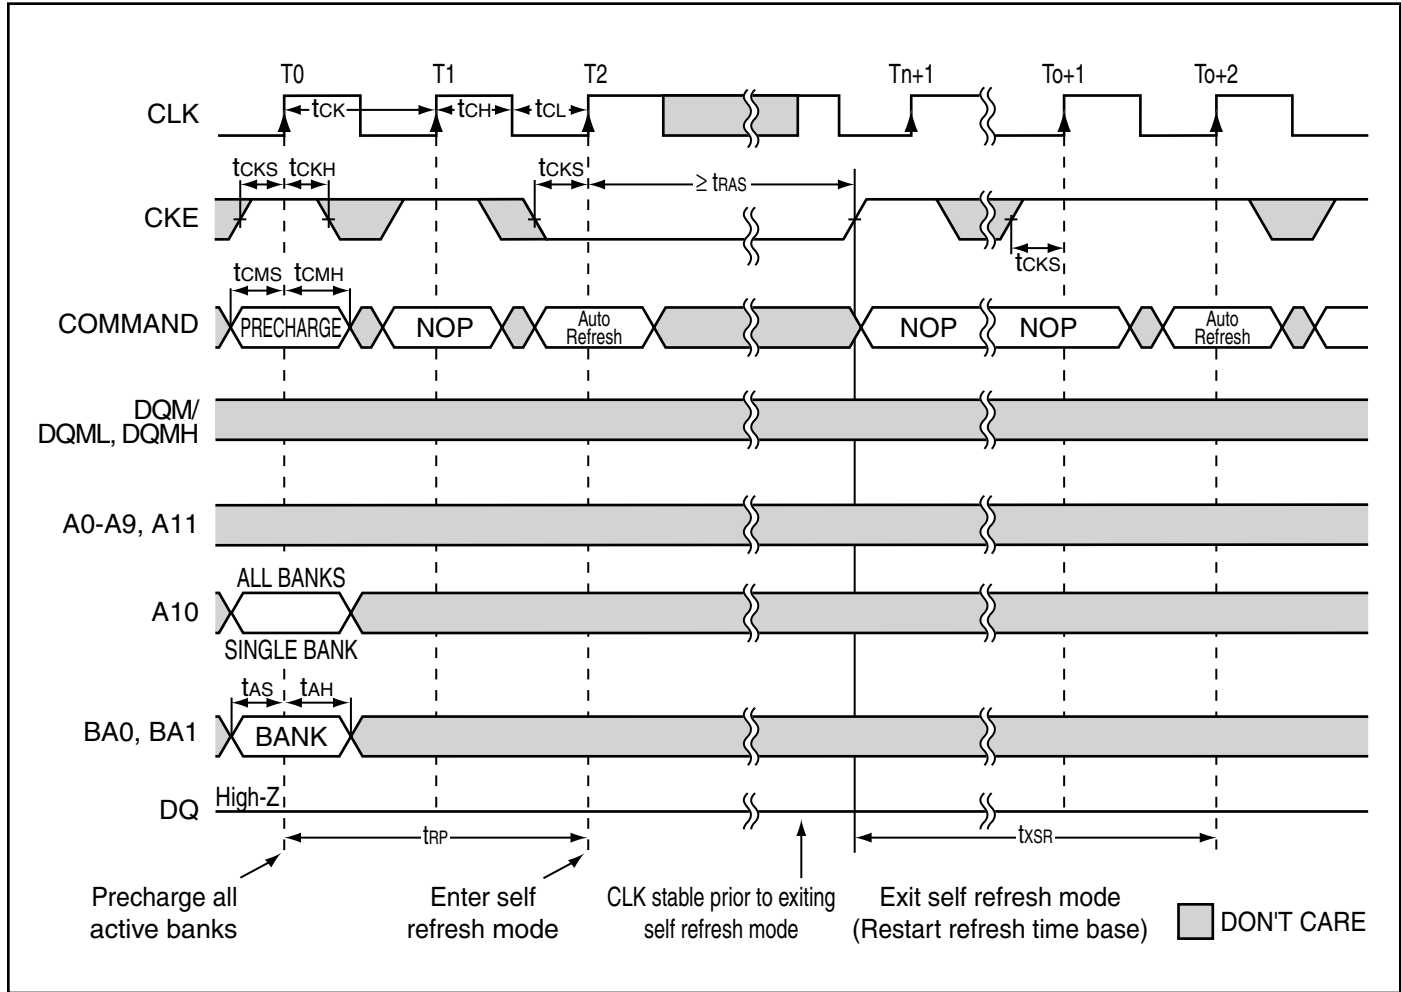 T0 T1 T2 Tn+1 To+1 To+2
CLK tCK tCH tCL
tCKS tCKH tCKS ≥ tRAS
CKE
tCKS
tCMS tCMH
COMMAND PRECHARGE NOP Auto Refresh NOP NOP Auto Refresh
DQM/
DQML, DQMH
A0-A9, A11
ALL BANKS
A10
SINGLE BANK
tAS tAH
BA0, BA1 BANK
DQ High-Z
tRP tXSR
Precharge all
active banks
Enter self
refresh mode
CLK stable prior to exiting
self refresh mode
Exit self refresh mode
(Restart refresh time base)
DON'T CARE